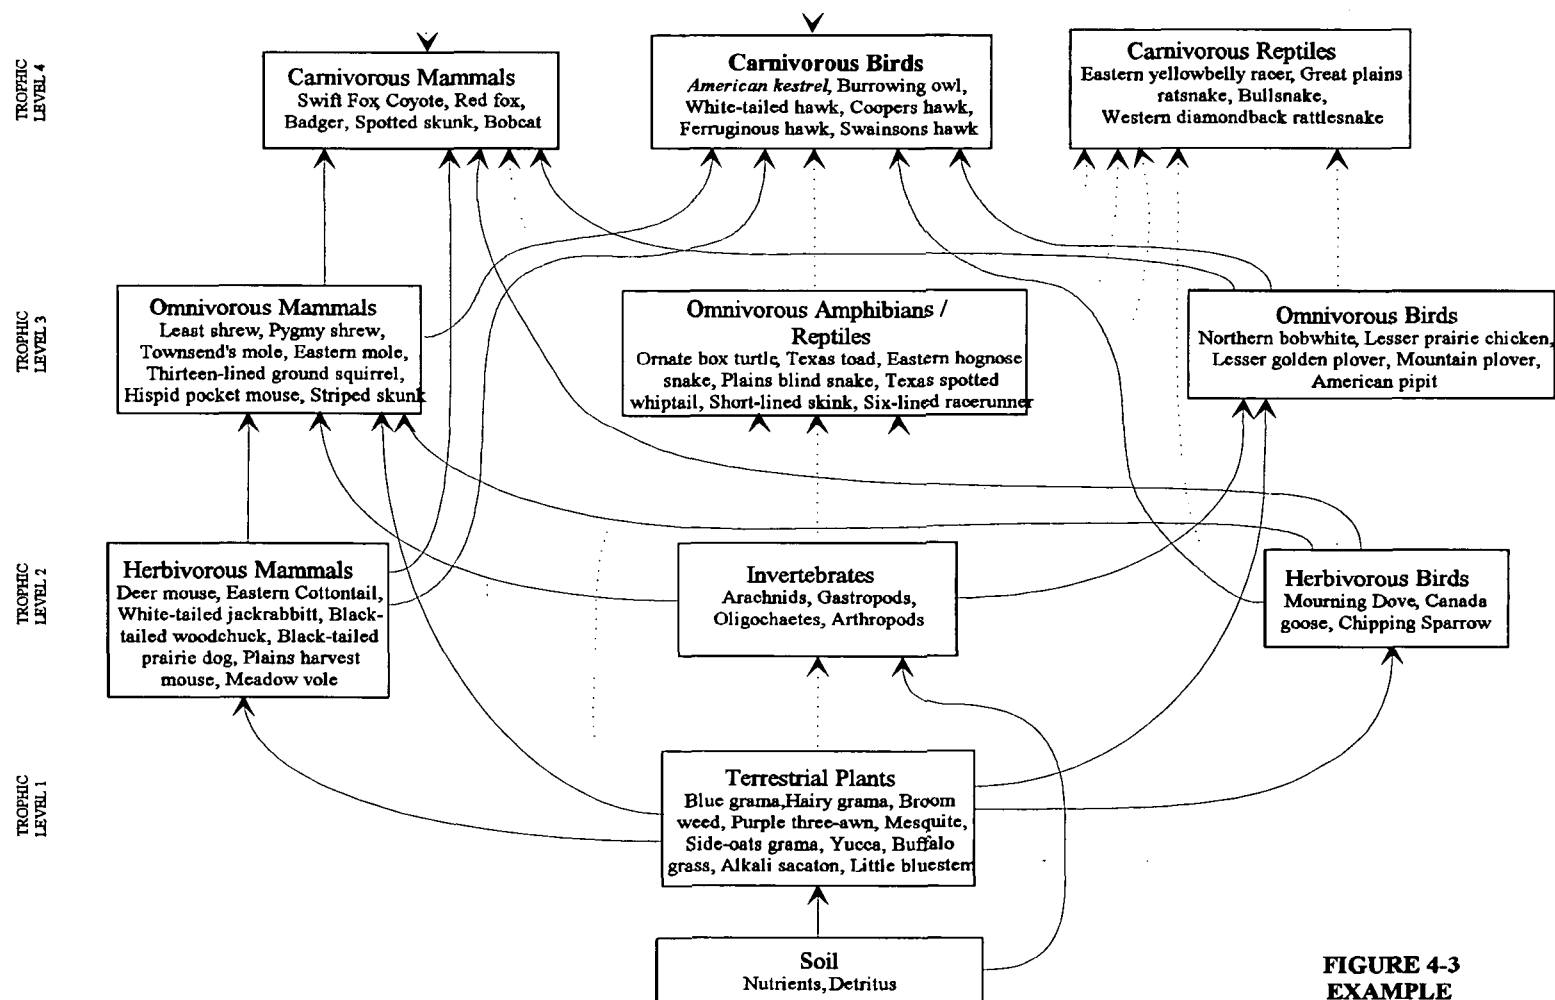 TROPHIC
LEVEL 4
Carnivorous Mammals
Swift Fox, Coyote, Red fox,
Badger, Spotted skunk, Bobcat
Carnivorous Birds
American kestrel, Burrowing owl,
White-tailed hawk, Coopers hawk,
Ferruginous hawk, Swainsons hawk
Carnivorous Reptiles
Eastern yellowbelly racer, Great plains
ratsnake, Bullsnake,
Western diamondback rattlesnake
TROPHIC
LEVEL 3
Omnivorous Mammals
Least shrew, Pygmy shrew,
Townsend's mole, Eastern mole,
Thirteen-lined ground squirrel,
Hispid pocket mouse, Striped skunk
Omnivorous Amphibians /
Reptiles
Ornate box turtle, Texas toad, Eastern hognose
snake, Plains blind snake, Texas spotted
whiptail, Short-lined skink, Six-lined racerunner
Omnivorous Birds
Northern bobwhite, Lesser prairie chicken,
Lesser golden plover, Mountain plover,
American pipit
TROPHIC
LEVEL 2
Herbivorous Mammals
Deer mouse, Eastern Cottontail,
White-tailed jackrabbitt, Black-
tailed woodchuck, Black-tailed
prairie dog, Plains harvest
mouse, Meadow vole
Invertebrates
Arachnids, Gastropods,
Oligochaetes, Arthropods
Herbivorous Birds
Mourning Dove, Canada
goose, Chipping Sparrow
TROPHIC
LEVEL 1
Terrestrial Plants
Blue grama,Hairy grama, Broom
weed, Purple three-awn, Mesquite,
Side-oats grama, Yucca, Buffalo
grass, Alkali sacaton, Little bluestem
Soil
Nutrients, Detritus
FIGURE 4-3
EXAMPLE